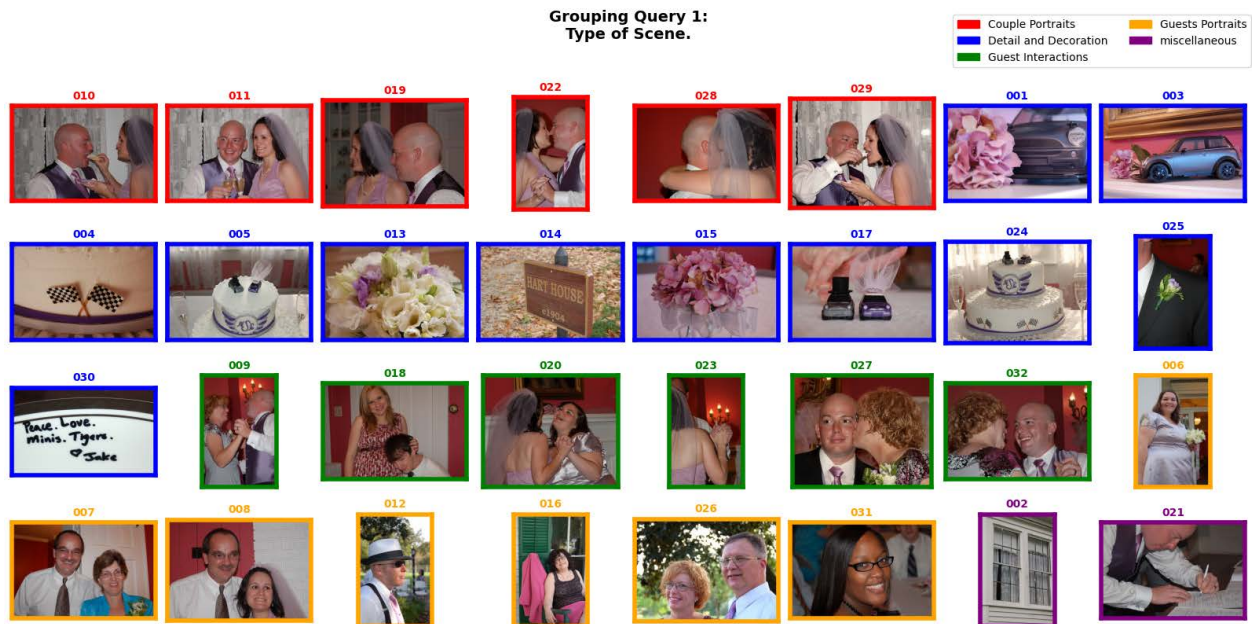 Grouping Query 1:
Type of Scene.
Couple Portraits
Detail and Decoration
Guest Interactions
Guests Portraits
miscellaneous
010
011
019
022
028
029
001
003
004
005
013
014
015
017
024
025
HART HOUSE
c1904
030
009
018
020
023
027
032
006
Peace. Love.
Minis. Tigers.
♡ Jake
007
008
012
016
026
031
002
021